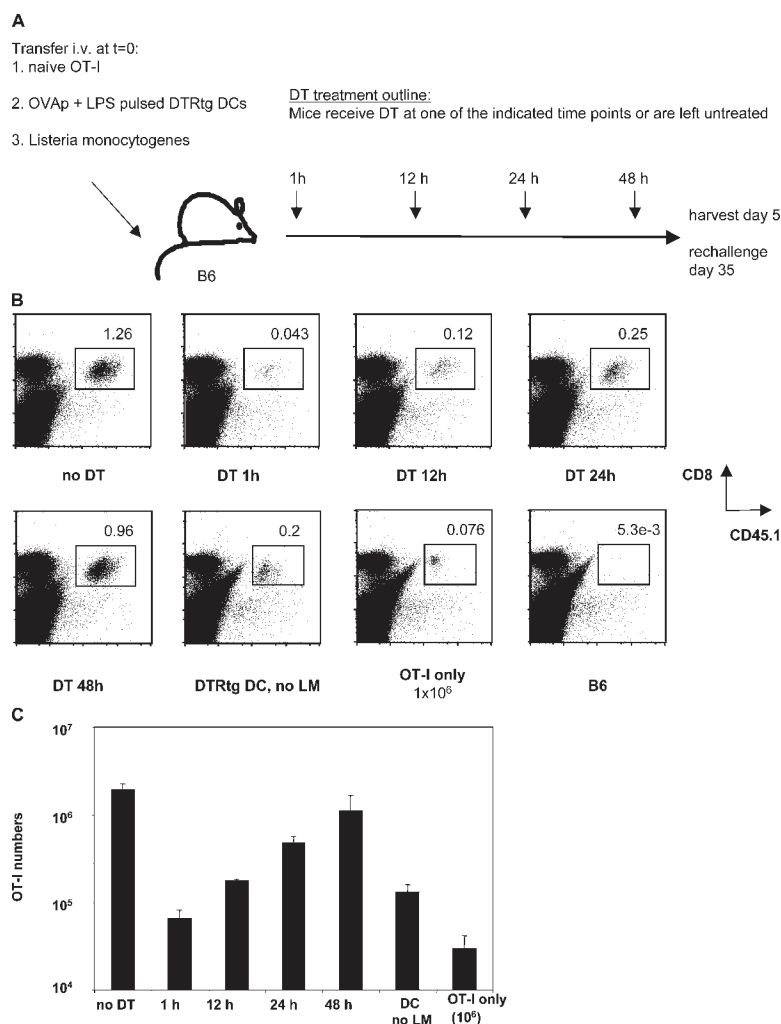 A
Transfer i.v. at t=0:
1. naive OT-I
2. OVAp + LPS pulsed DTRtg DCs
3. Listeria monocytogenes
DT treatment outline:
Mice receive DT at one of the indicated time points or are left untreated
1h 12 h 24 h 48 h
harvest day 5
rechallenge
day 35
B6
B
1.26 0.043 0.12 0.25
no DT DT 1h DT 12h DT 24h
CD8
CD45.1
0.96 0.2 0.076 5.3e-3
DT 48h DTRtg DC, no LM OT-I only B6
1x10⁶
C
10⁷
10⁶
10⁵
10⁴
OT-I numbers
no DT 1 h 12 h 24 h 48 h DC OT-I only
no LM (10⁶)